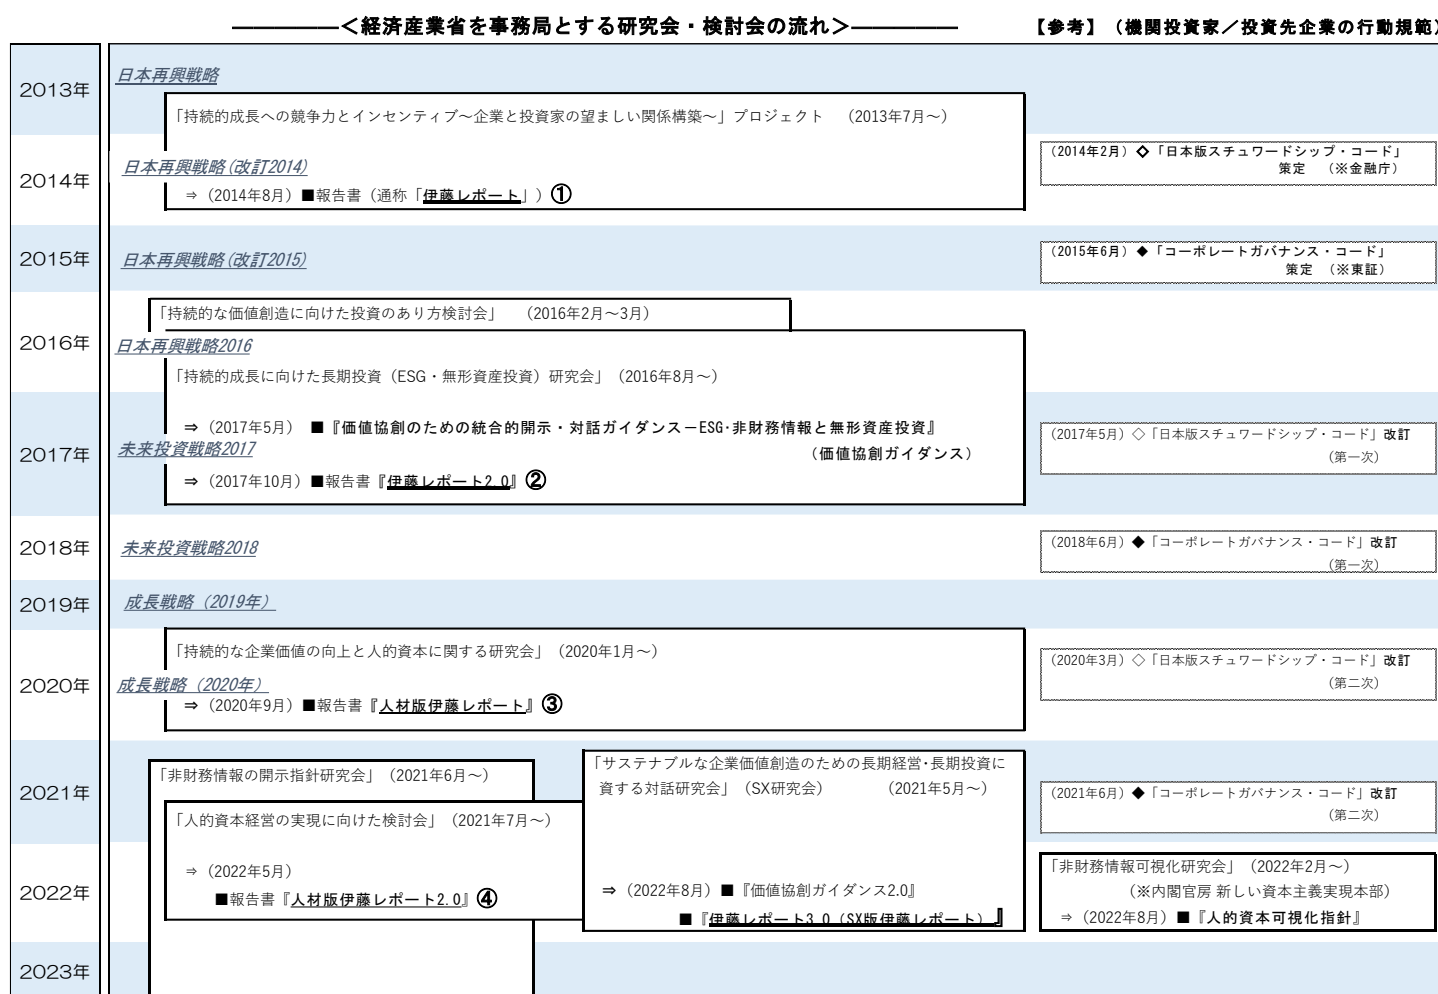 ―――――＜経済産業省を事務局とする研究会・検討会の流れ＞―――――
【参考】（機関投資家／投資先企業の行動規範）
2013年
日本再興戦略
「持続的成長への競争力とインセンティブ～企業と投資家の望ましい関係構築～」プロジェクト　（2013年7月～）
2014年
日本再興戦略(改訂2014)
⇒（2014年8月）■報告書（通称「伊藤レポート」）①
（2014年2月）◇「日本版スチュワードシップ・コード」
策定　（※金融庁）
2015年
日本再興戦略(改訂2015)
（2015年6月）◆「コーポレートガバナンス・コード」
策定　（※東証）
2016年
「持続的な価値創造に向けた投資のあり方検討会」　（2016年2月～3月）
日本再興戦略2016
「持続的成長に向けた長期投資（ESG・無形資産投資）研究会」（2016年8月～）
2017年
⇒（2017年5月）　■『価値協創のための統合的開示・対話ガイダンス－ESG･非財務情報と無形資産投資』
未来投資戦略2017
（価値協創ガイダンス）
⇒（2017年10月）■報告書『伊藤レポート2.0』②
（2017年5月）◇「日本版スチュワードシップ・コード」改訂
（第一次）
2018年
未来投資戦略2018
（2018年6月）◆「コーポレートガバナンス・コード」改訂
（第一次）
2019年
成長戦略（2019年）
2020年
「持続的な企業価値の向上と人的資本に関する研究会」（2020年1月～）
成長戦略（2020年）
⇒（2020年9月）■報告書『人材版伊藤レポート』③
（2020年3月）◇「日本版スチュワードシップ・コード」改訂
（第二次）
2021年
「非財務情報の開示指針研究会」（2021年6月～）
「人的資本経営の実現に向けた検討会」（2021年7月～）
「サステナブルな企業価値創造のための長期経営･長期投資に
資する対話研究会」（SX研究会）　　　（2021年5月～）
（2021年6月）◆「コーポレートガバナンス・コード」改訂
（第二次）
2022年
⇒（2022年5月）
■報告書『人材版伊藤レポート2.0』④
⇒（2022年8月）■『価値協創ガイダンス2.0』
■『伊藤レポート3.0（SX版伊藤レポート）』
「非財務情報可視化研究会」（2022年2月～）
（※内閣官房 新しい資本主義実現本部）
⇒（2022年8月）■『人的資本可視化指針』
2023年